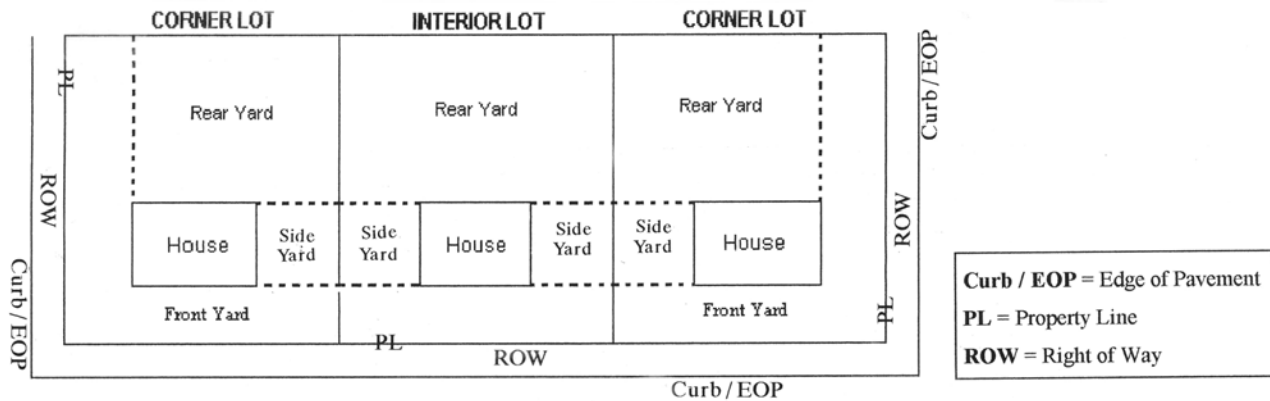 CORNER LOT
INTERIOR LOT
CORNER LOT
PL
Curb / EOP
Rear Yard
Rear Yard
Rear Yard
ROW
ROW
House
Side
Yard
Side
Yard
House
Side
Yard
Side
Yard
House
Curb / EOP
Front Yard
Front Yard
PL
PL
ROW
Curb / EOP
Curb / EOP = Edge of Pavement
PL = Property Line
ROW = Right of Way